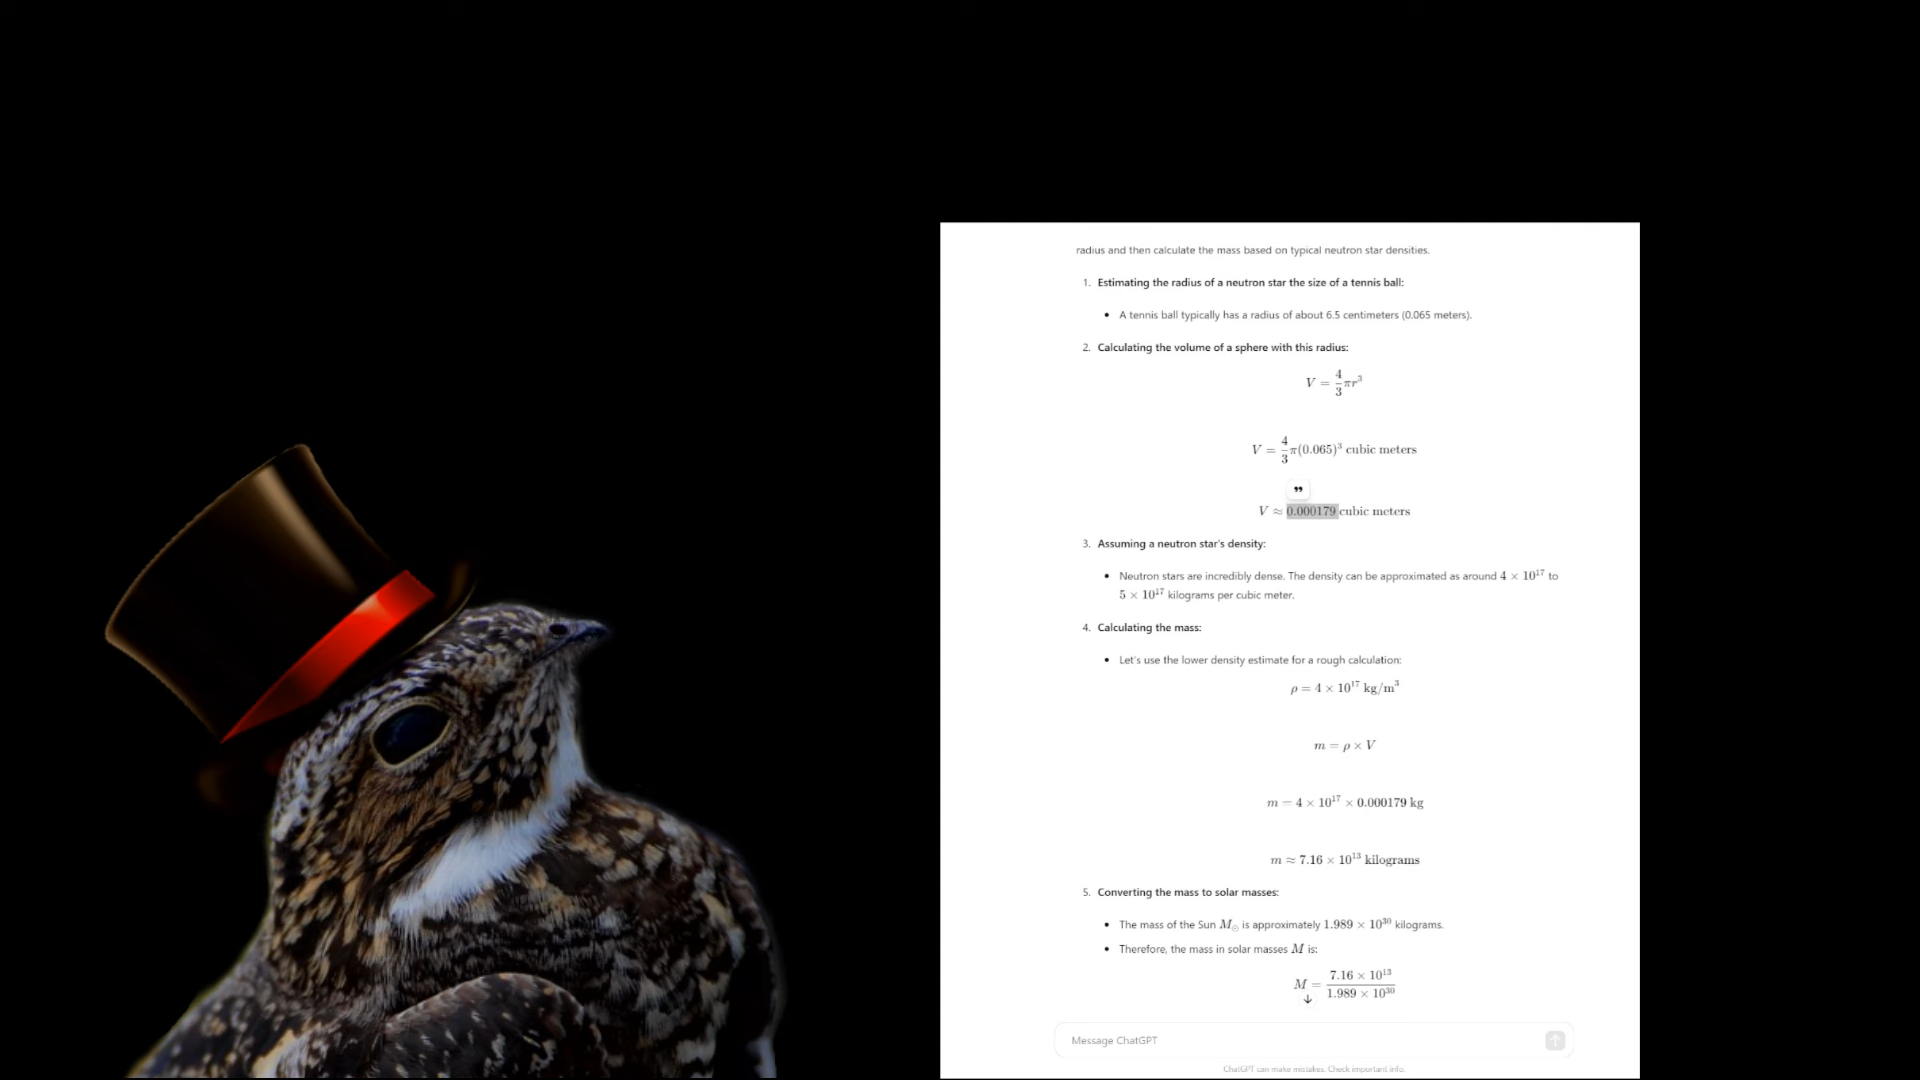 radius and then calculate the mass based on typical neutron star densities.
1. Estimating the radius of a neutron star the size of a tennis ball:
• A tennis ball typically has a radius of about 6.5 centimeters (0.065 meters).
2. Calculating the volume of a sphere with this radius:
V = 4/3 πr³
V = 4/3 π(0.065)³ cubic meters
V ≈ 0.000179 cubic meters
3. Assuming a neutron star's density:
• Neutron stars are incredibly dense. The density can be approximated as around 4 × 10¹⁷ to
5 × 10¹⁷ kilograms per cubic meter.
4. Calculating the mass:
• Let's use the lower density estimate for a rough calculation:
ρ = 4 × 10¹⁷ kg/m³
m = ρ × V
m = 4 × 10¹⁷ × 0.000179 kg
m ≈ 7.16 × 10¹³ kilograms
5. Converting the mass to solar masses:
• The mass of the Sun M☉ is approximately 1.989 × 10³⁰ kilograms.
• Therefore, the mass in solar masses M is:
M = 7.16 × 10¹³ / 1.989 × 10³⁰
Message ChatGPT
ChatGPT can make mistakes. Check important info.